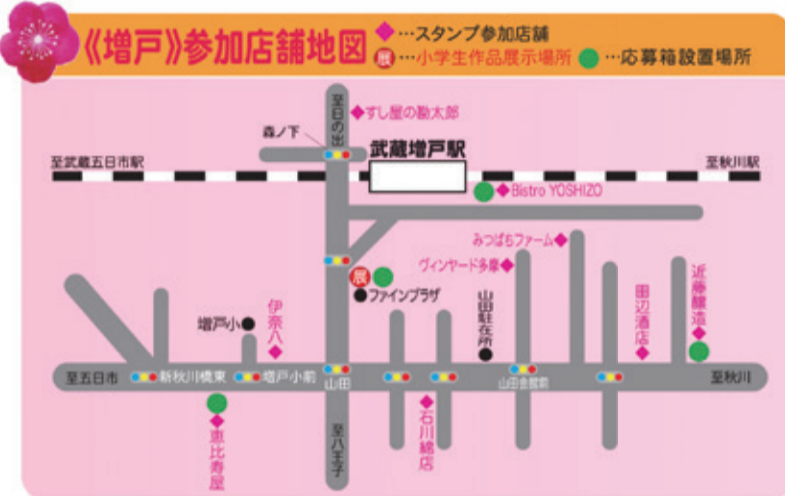 《増戸》参加店舗地図
◆…スタンプ参加店舗
展…小学生作品展示場所 ●…応募箱設置場所
至日の出
◆すし屋の勘太郎
森ノ下
武蔵増戸駅
至武蔵五日市駅
至秋川駅
◆Bistro YOSHIZO
みつばちファーム◆
ヴィンヤード多摩◆
展
●ファインプラザ
増戸小●
伊奈八◆
山田駐在所●
田辺酒店◆
近藤醸造◆
至五日市
新秋川橋東
増戸小前
山田
山田会館前
至秋川
◆恵比寿屋
至八王子
◆石川綿店